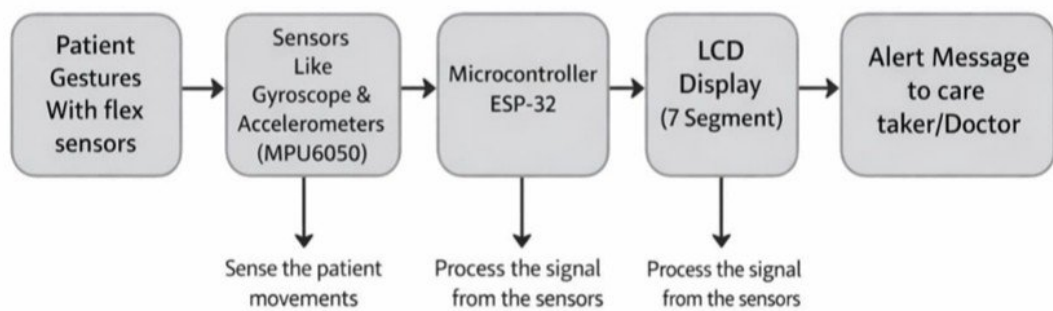 Patient
Gestures
With flex
sensors
Sensors
Like
Gyroscope &
Accelerometers
(MPU6050)
Microcontroller
ESP-32
LCD
Display
(7 Segment)
Alert Message
to care
taker/Doctor
Sense the patient
movements
Process the signal
from the sensors
Process the signal
from the sensors